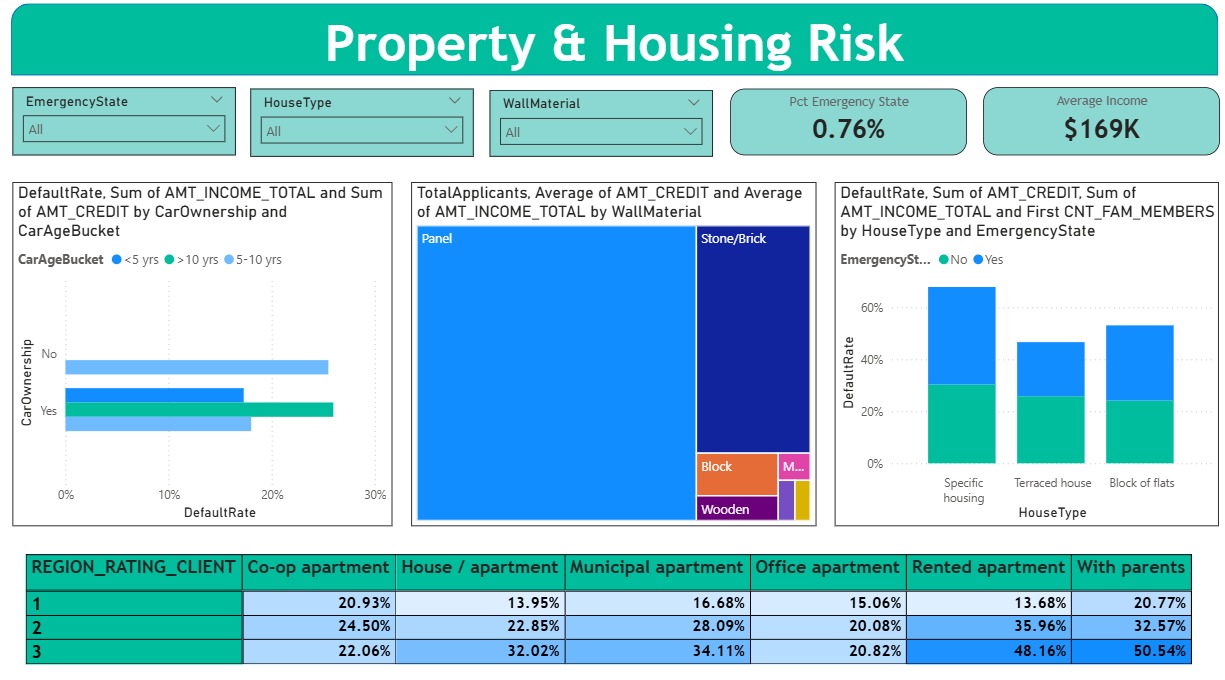 Property & Housing Risk
EmergencyState
All
HouseType
All
WallMaterial
All
Pct Emergency State
0.76%
Average Income
$169K
DefaultRate, Sum of AMT_INCOME_TOTAL and Sum
of AMT_CREDIT by CarOwnership and
CarAgeBucket
CarAgeBucket <5 yrs >10 yrs 5-10 yrs
CarOwnership
No
Yes
0% 10% 20% 30%
DefaultRate
TotalApplicants, Average of AMT_CREDIT and Average
of AMT_INCOME_TOTAL by WallMaterial
Panel
Stone/Brick
Block
M...
Wooden
DefaultRate, Sum of AMT_CREDIT, Sum of
AMT_INCOME_TOTAL and First CNT_FAM_MEMBERS
by HouseType and EmergencyState
EmergencySt... No Yes
DefaultRate
60%
40%
20%
0%
Specific
housing
Terraced house
Block of flats
HouseType
REGION_RATING_CLIENT Co-op apartment House / apartment Municipal apartment Office apartment Rented apartment With parents
1 20.93% 13.95% 16.68% 15.06% 13.68% 20.77%
2 24.50% 22.85% 28.09% 20.08% 35.96% 32.57%
3 22.06% 32.02% 34.11% 20.82% 48.16% 50.54%